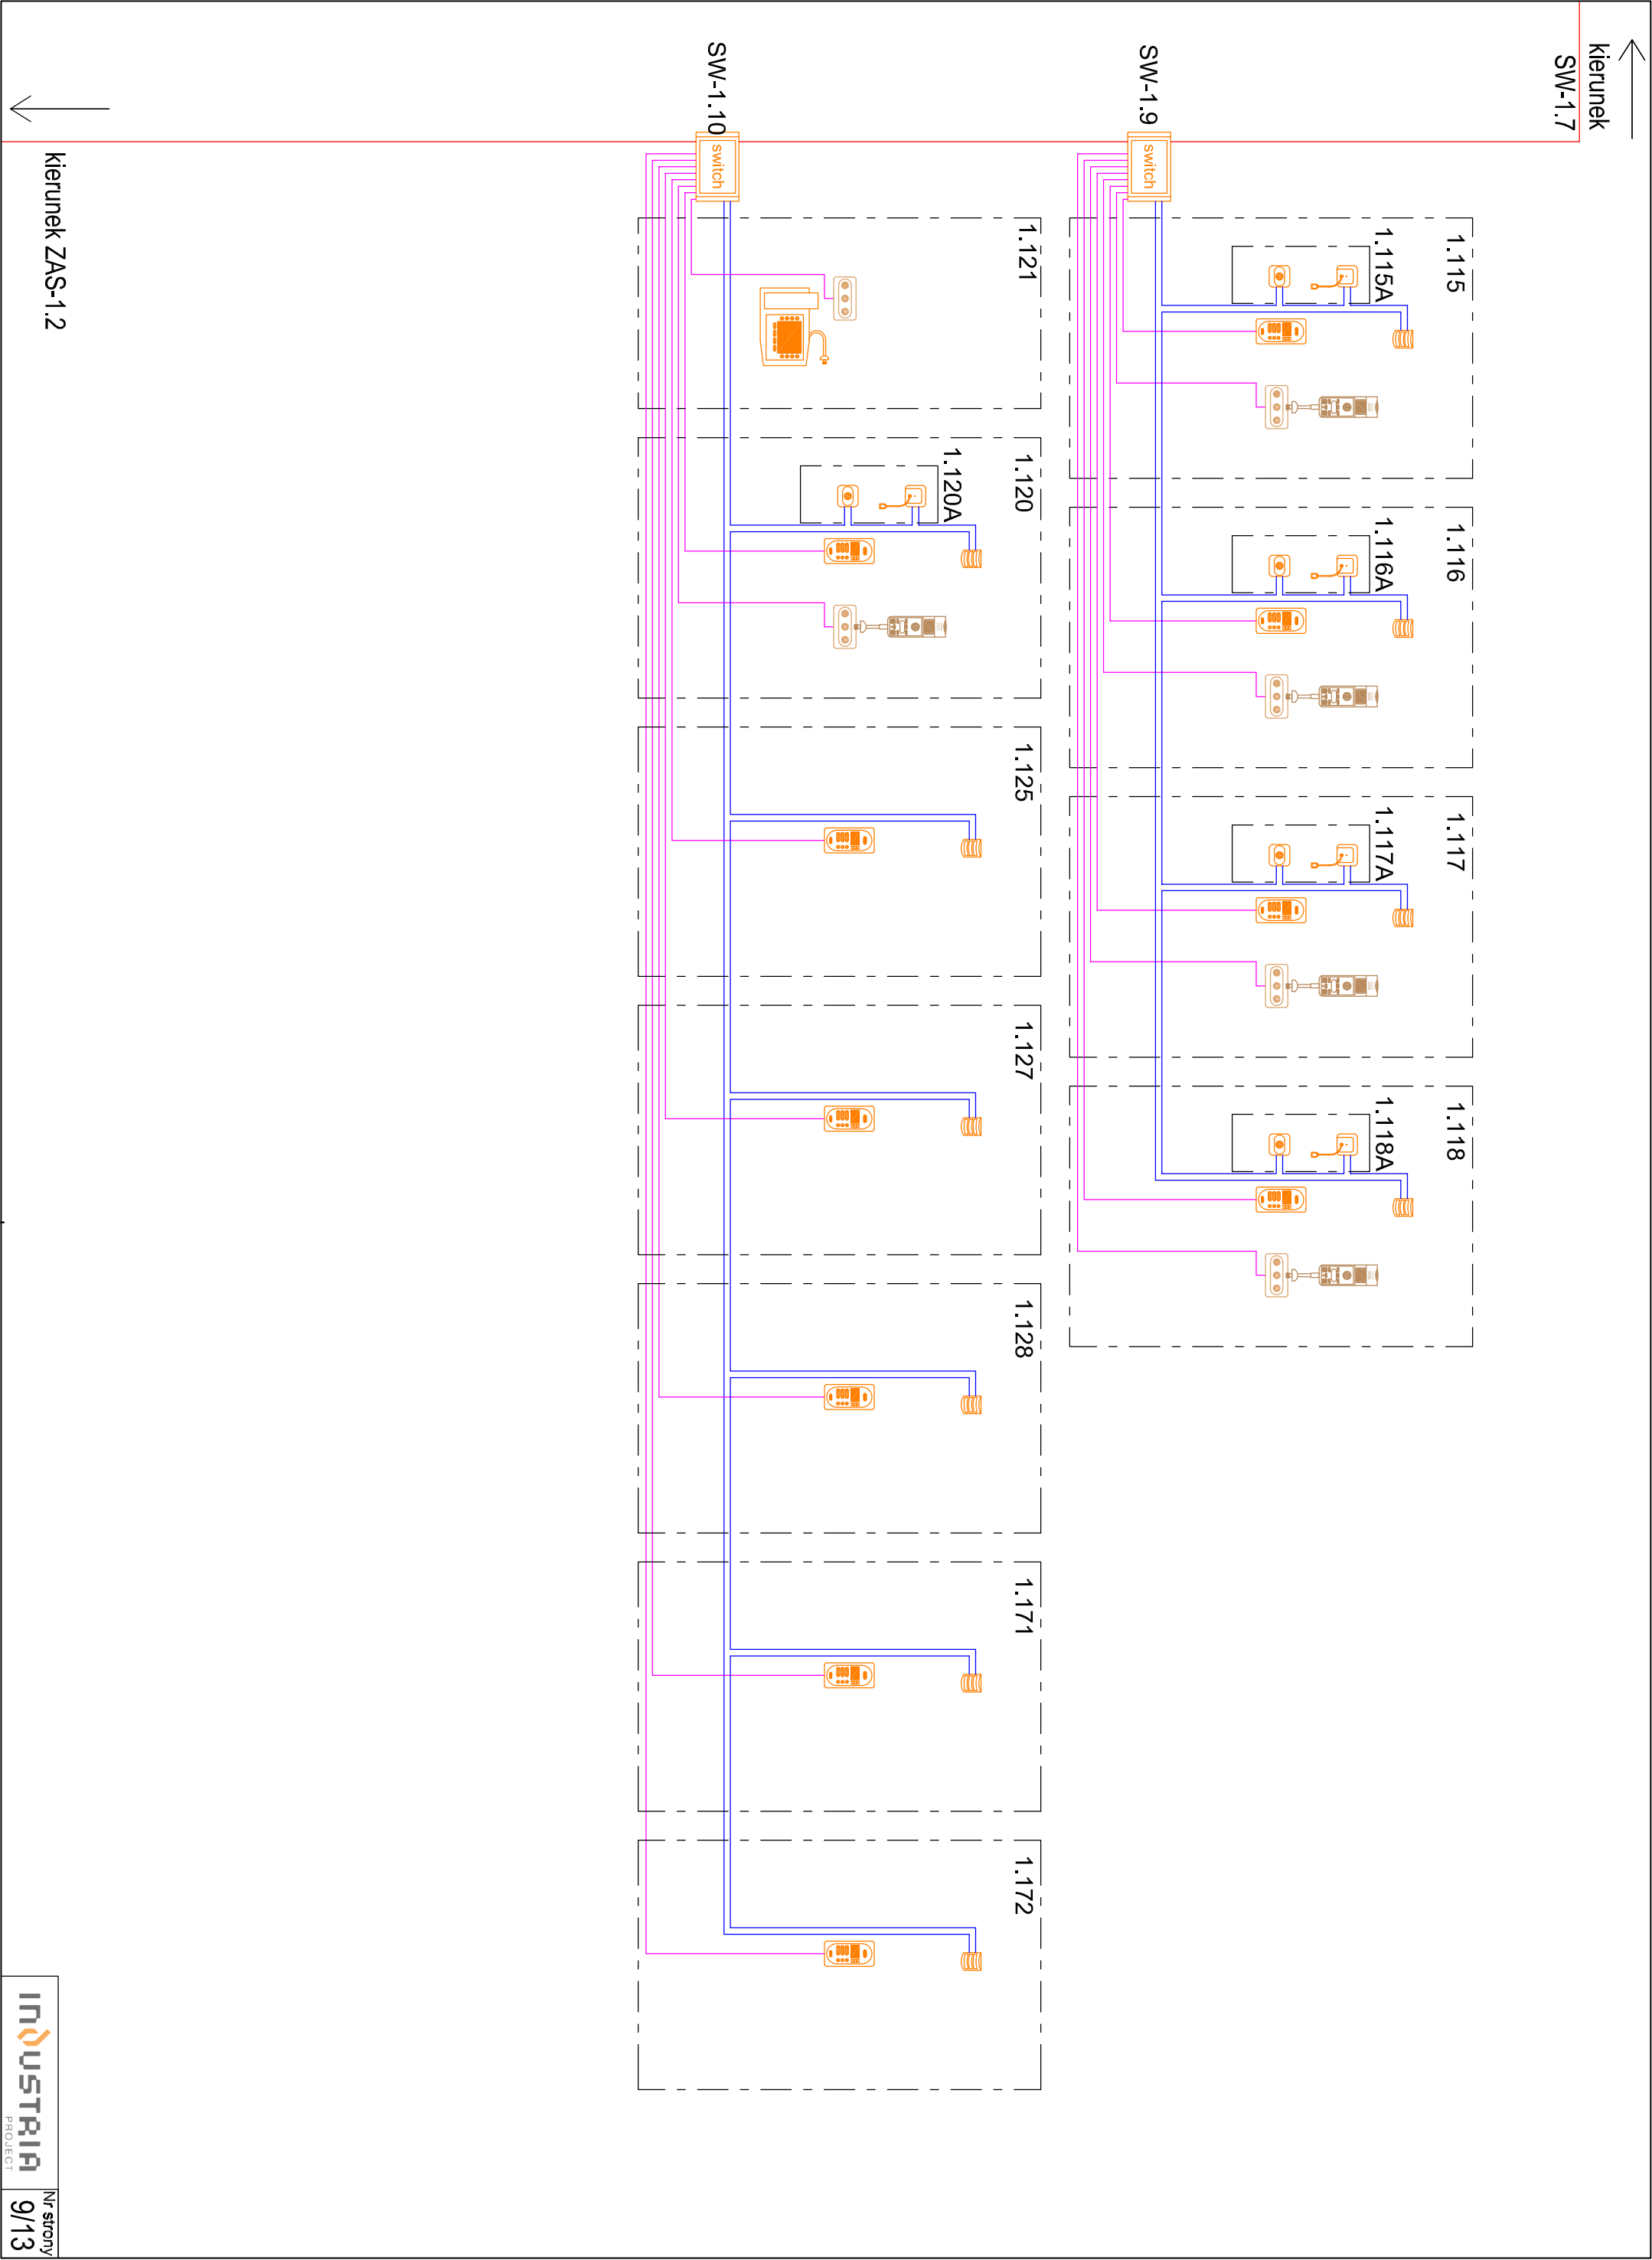 kierunek
SW-1.7
SW-1.9
switch
1.115
1.115A
1.116
1.116A
1.117
1.117A
1.118
1.118A
SW-1.10
switch
1.121
1.120
1.120A
1.125
1.127
1.128
1.171
1.172
kierunek ZAS-1.2
INDUSTRIA
PROJECT
Nr strony
9/13